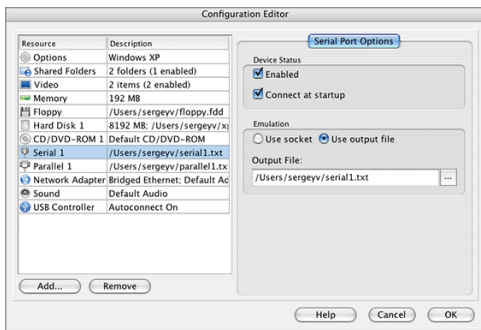 Configuration Editor
Resource Description
Options Windows XP
Shared Folders 2 folders (1 enabled)
Video 2 items (2 enabled)
Memory 192 MB
Floppy /Users/sergeyv/floppy.fdd
Hard Disk 1 8192 MB; /Users/sergeyv/x
CD/DVD-ROM 1 Default CD/DVD-ROM
Serial 1 /Users/sergeyv/serial1.txt
Parallel 1 /Users/sergeyv/parallel1.tx
Network Adapter Bridged Ethernet; Default Ad
Sound Default Audio
USB Controller Autoconnect On
Add... Remove
Serial Port Options
Device Status
Enabled
Connect at startup
Emulation
Use socket Use output file
Output File:
/Users/sergeyv/serial1.txt ...
Help Cancel OK